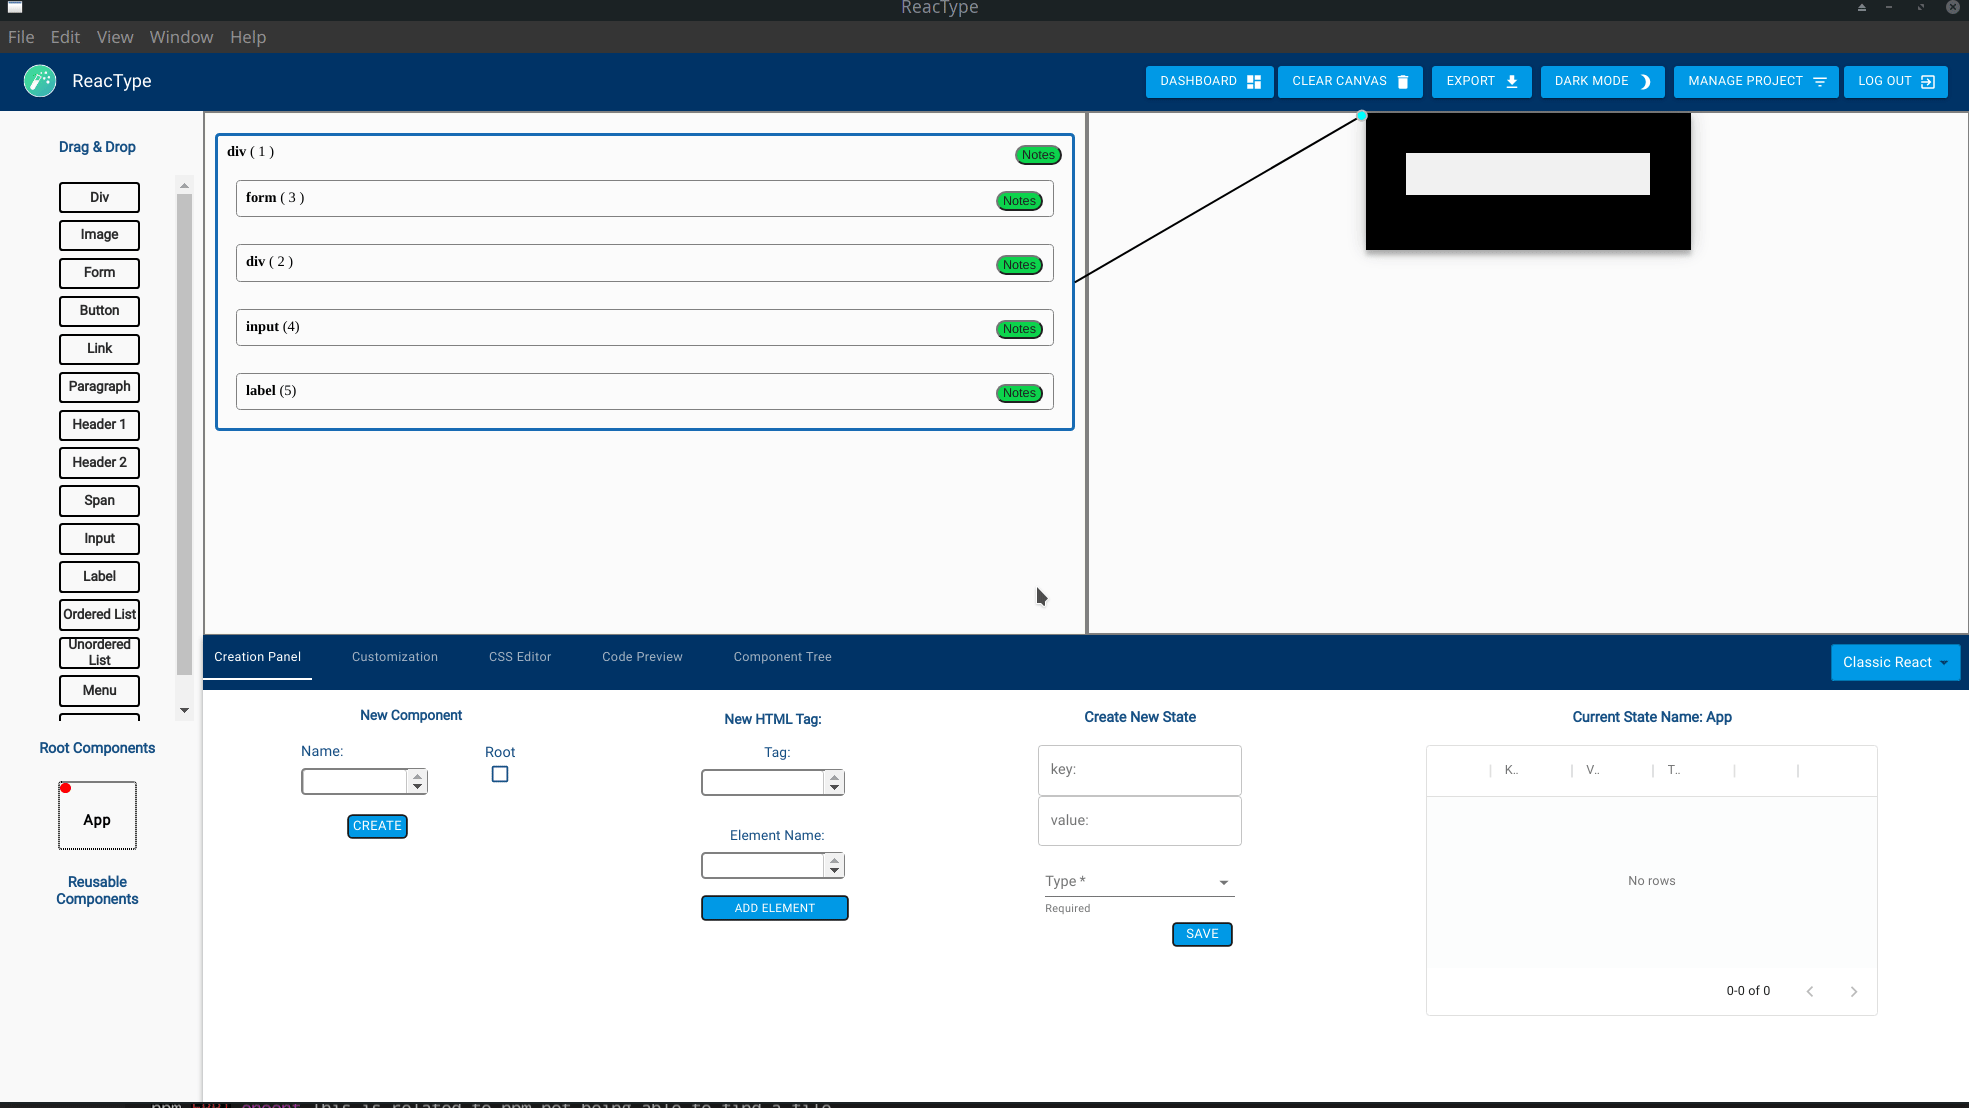 ReacType
File Edit View Window Help
ReacType
DASHBOARD CLEAR CANVAS EXPORT DARK MODE MANAGE PROJECT LOG OUT
Drag & Drop
Div
Image
Form
Button
Link
Paragraph
Header 1
Header 2
Span
Input
Label
Ordered List
Unordered
List
Menu
Root Components
App
Reusable
Components
div ( 1 ) Notes
form ( 3 ) Notes
div ( 2 ) Notes
input (4) Notes
label (5) Notes
Creation Panel Customization CSS Editor Code Preview Component Tree Classic React
New Component
Name: Root
CREATE
New HTML Tag:
Tag:
Element Name:
ADD ELEMENT
Create New State
key:
value:
Type *
Required
SAVE
Current State Name: App
K.. V.. T..
No rows
0-0 of 0
npm ERR! enoent This is related to npm not being able to find a file.